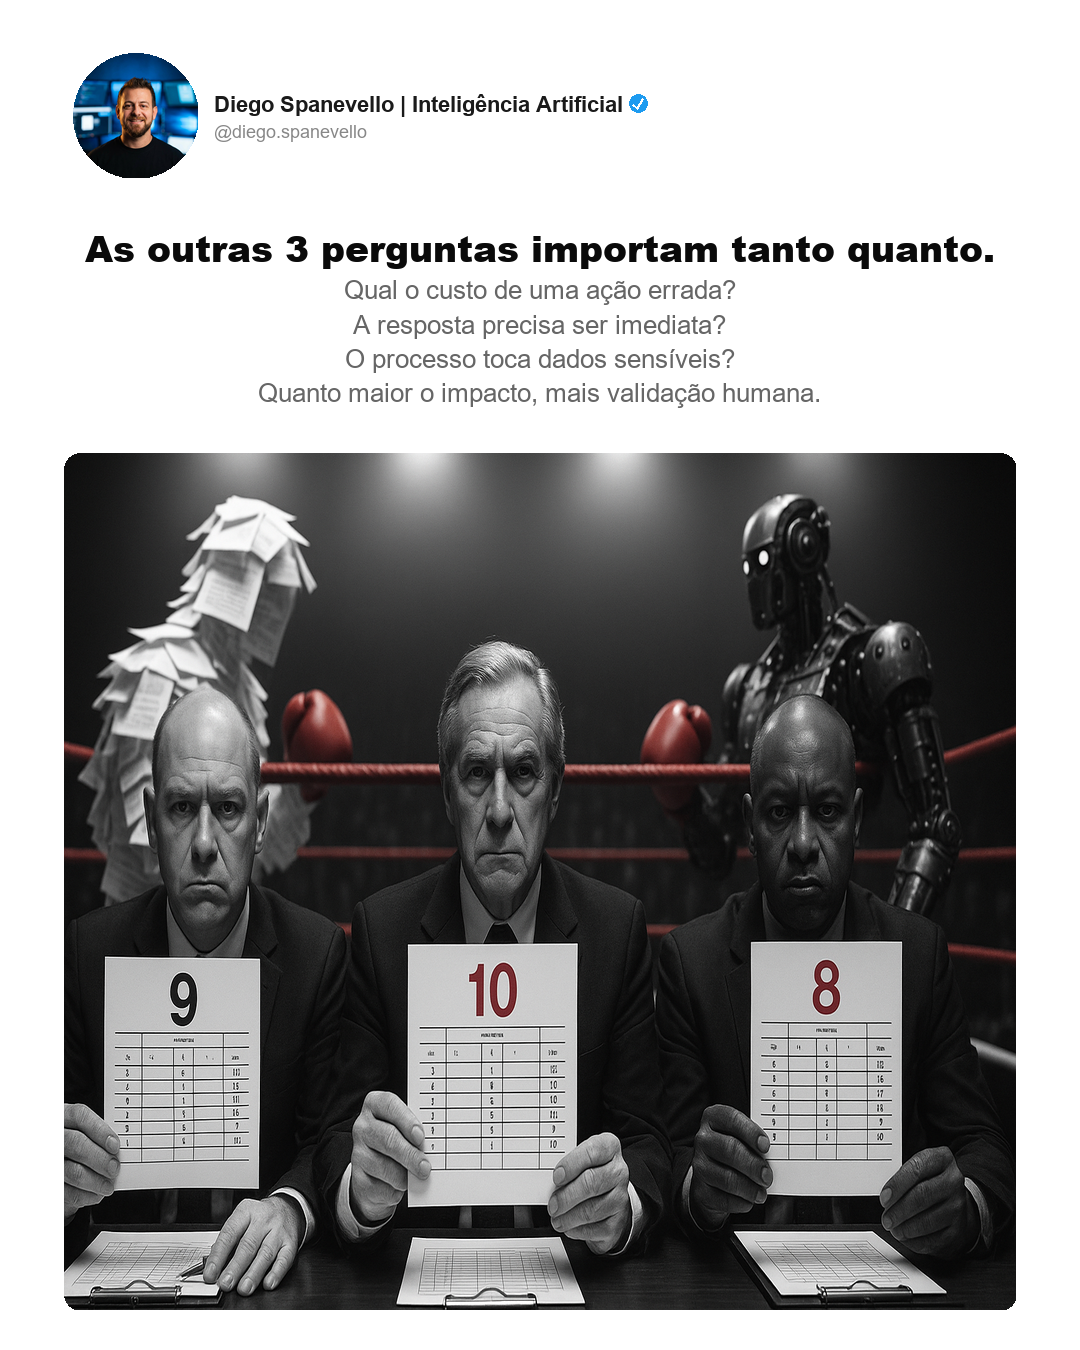 Diego Spanevello | Inteligência Artificial
@diego.spanevello
As outras 3 perguntas importam tanto quanto.
Qual o custo de uma ação errada?
A resposta precisa ser imediata?
O processo toca dados sensíveis?
Quanto maior o impacto, mais validação humana.
9
10
8